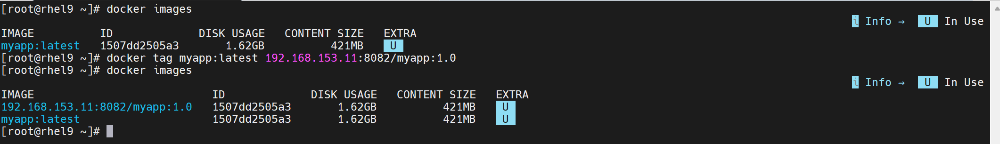 [root@rhel9 ~]# docker images
i Info → U In Use
IMAGE ID DISK USAGE CONTENT SIZE EXTRA
myapp:latest 1507dd2505a3 1.62GB 421MB U
[root@rhel9 ~]# docker tag myapp:latest 192.168.153.11:8082/myapp:1.0
[root@rhel9 ~]# docker images
i Info → U In Use
IMAGE ID DISK USAGE CONTENT SIZE EXTRA
192.168.153.11:8082/myapp:1.0 1507dd2505a3 1.62GB 421MB U
myapp:latest 1507dd2505a3 1.62GB 421MB U
[root@rhel9 ~]#